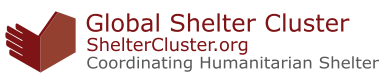 Global Shelter Cluster
ShelterCluster.org
Coordinating Humanitarian Shelter